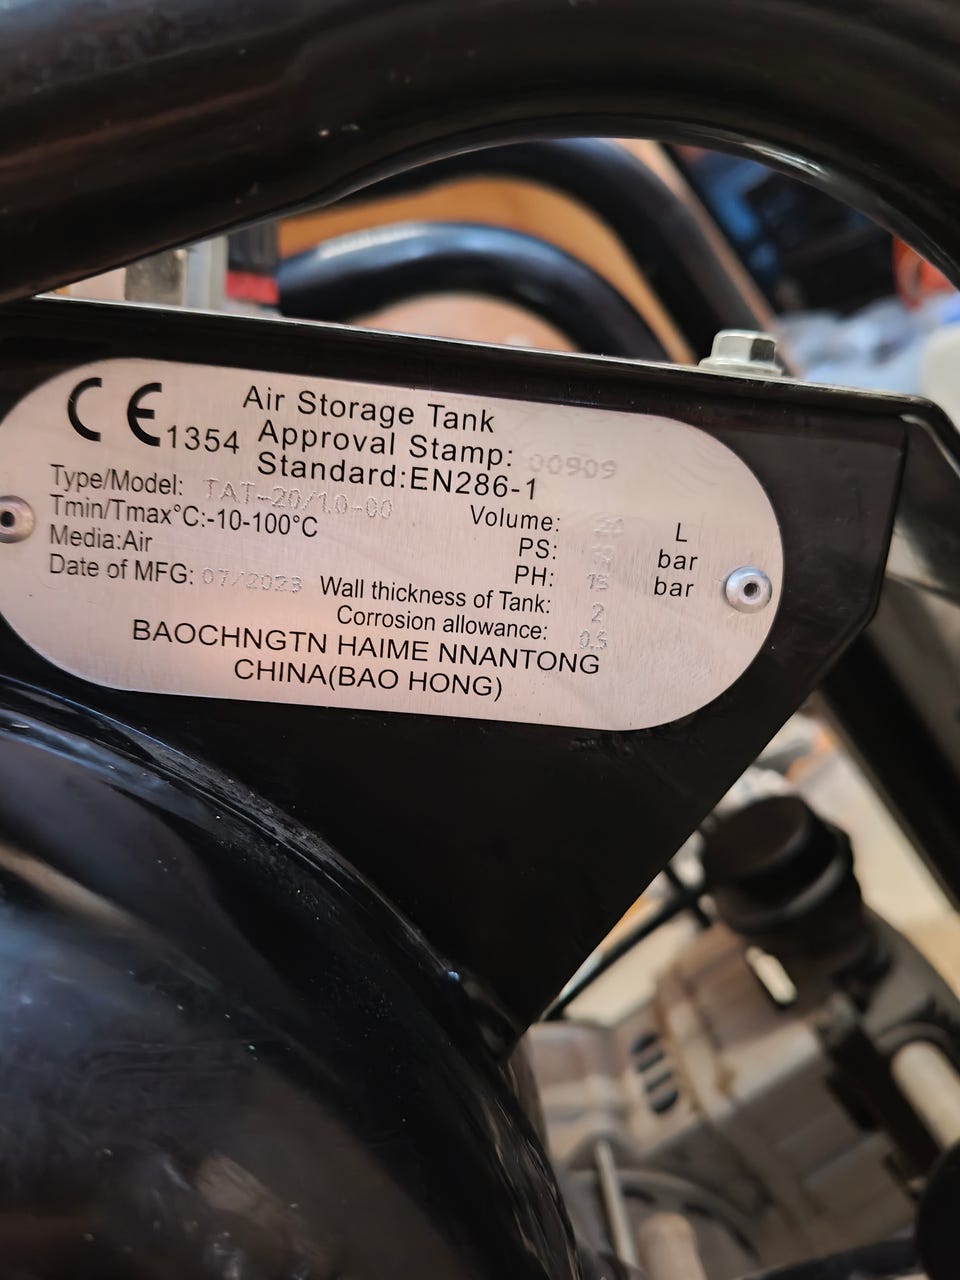 CE 1354
Air Storage Tank
Approval Stamp: 00909
Standard:EN286-1
Type/Model: TAT-20/1.0-00
Tmin/Tmax°C:-10-100°C
Media:Air
Date of MFG: 07/2023
Volume: L
PS: bar
PH: 15 bar
Wall thickness of Tank: 2
Corrosion allowance: 0.5
BAOCHNGTN HAIME NNANTONG
CHINA(BAO HONG)